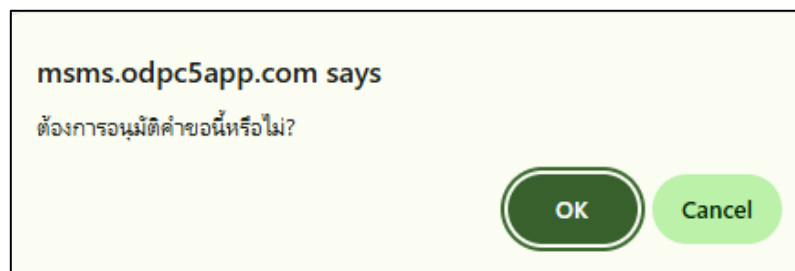 msms.odpc5app.com says
ต้องการอนุมัติคำขอนี้หรือไม่?
OK
Cancel